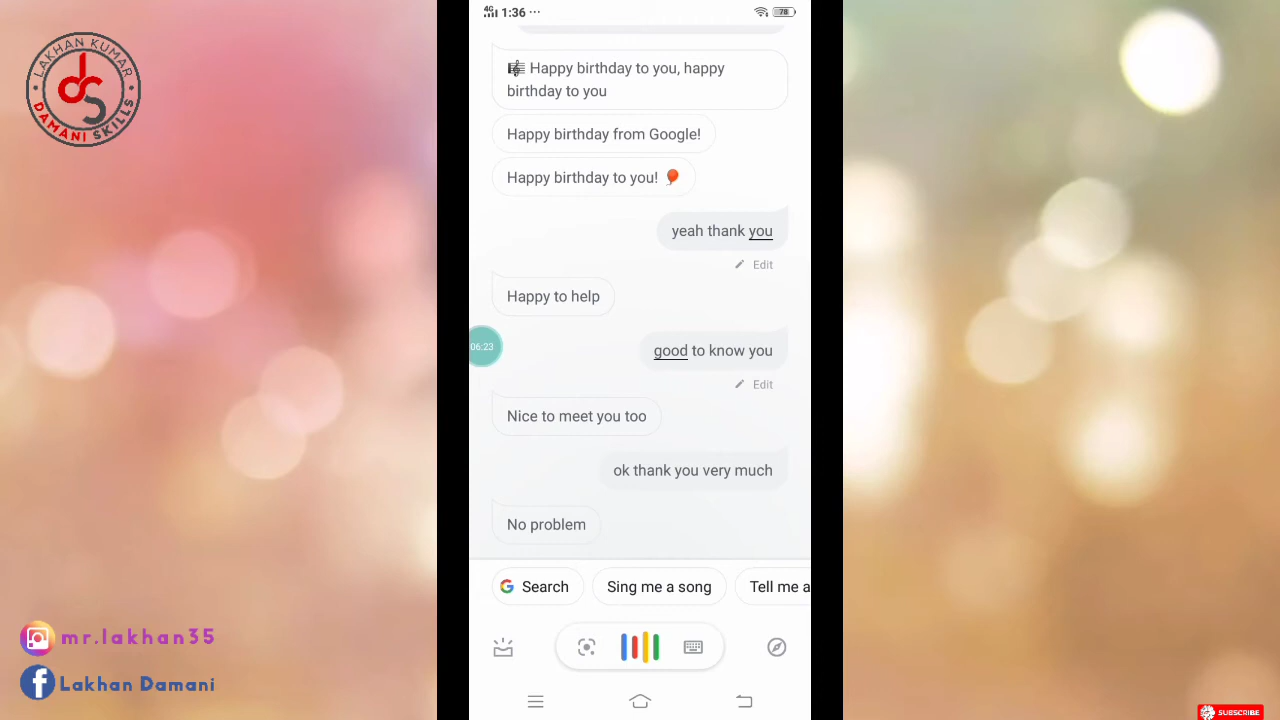 LAKHAN KUMAR
DAMANI SKILLS
4G 1:36 ...
78
Happy birthday to you, happy
birthday to you
Happy birthday from Google!
Happy birthday to you!
yeah thank you
Edit
Happy to help
06:23
good to know you
Edit
Nice to meet you too
ok thank you very much
No problem
Search
Sing me a song
Tell me a
mr.lakhan35
Lakhan Damani
SUBSCRIBE